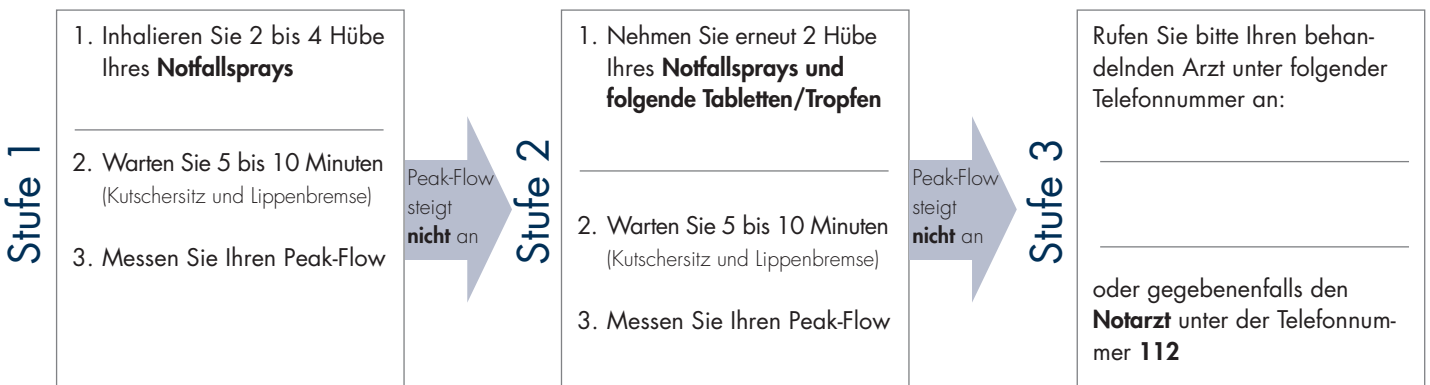 Stufe 1
1. Inhalieren Sie 2 bis 4 Hübe
Ihres Notfallsprays
2. Warten Sie 5 bis 10 Minuten
(Kutschersitz und Lippenbremse)
3. Messen Sie Ihren Peak-Flow
Peak-Flow
steigt
nicht an
Stufe 2
1. Nehmen Sie erneut 2 Hübe
Ihres Notfallsprays und
folgende Tabletten/Tropfen
2. Warten Sie 5 bis 10 Minuten
(Kutschersitz und Lippenbremse)
3. Messen Sie Ihren Peak-Flow
Peak-Flow
steigt
nicht an
Stufe 3
Rufen Sie bitte Ihren behan-
delnden Arzt unter folgender
Telefonnummer an:
oder gegebenenfalls den
Notarzt unter der Telefonnum-
mer 112